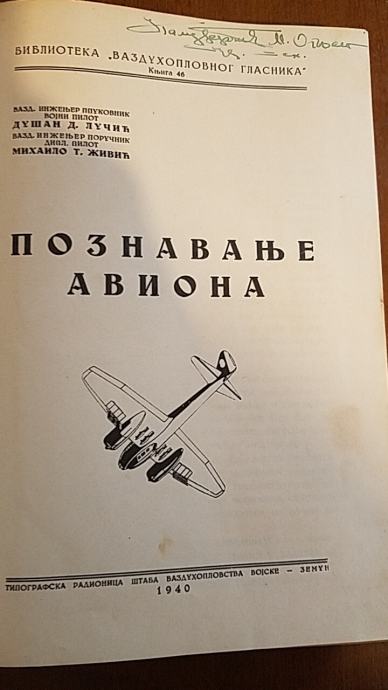 БИБЛИОТЕКА „ВАЗДУХОПЛОВНОГ ГЛАСНИКА"
Књига 46
ВАЗД. ИНЖЕЊЕР ППУКОВНИК
ВОЈНИ ПИЛОТ
ДУШАН Д. ЛУЧИЋ
ВАЗД. ИНЖЕЊЕР ПОРУЧНИК
ДИПЛ. ПИЛОТ
МИХАИЛО Т. ЖИВИЋ
ПОЗНАВАЊЕ
АВИОНА
ТИПОГРАФСКА РАДИОНИЦА ШТАБА ВАЗДУХОПЛОВСТВА ВОЈСКЕ — ЗЕМУН
1940